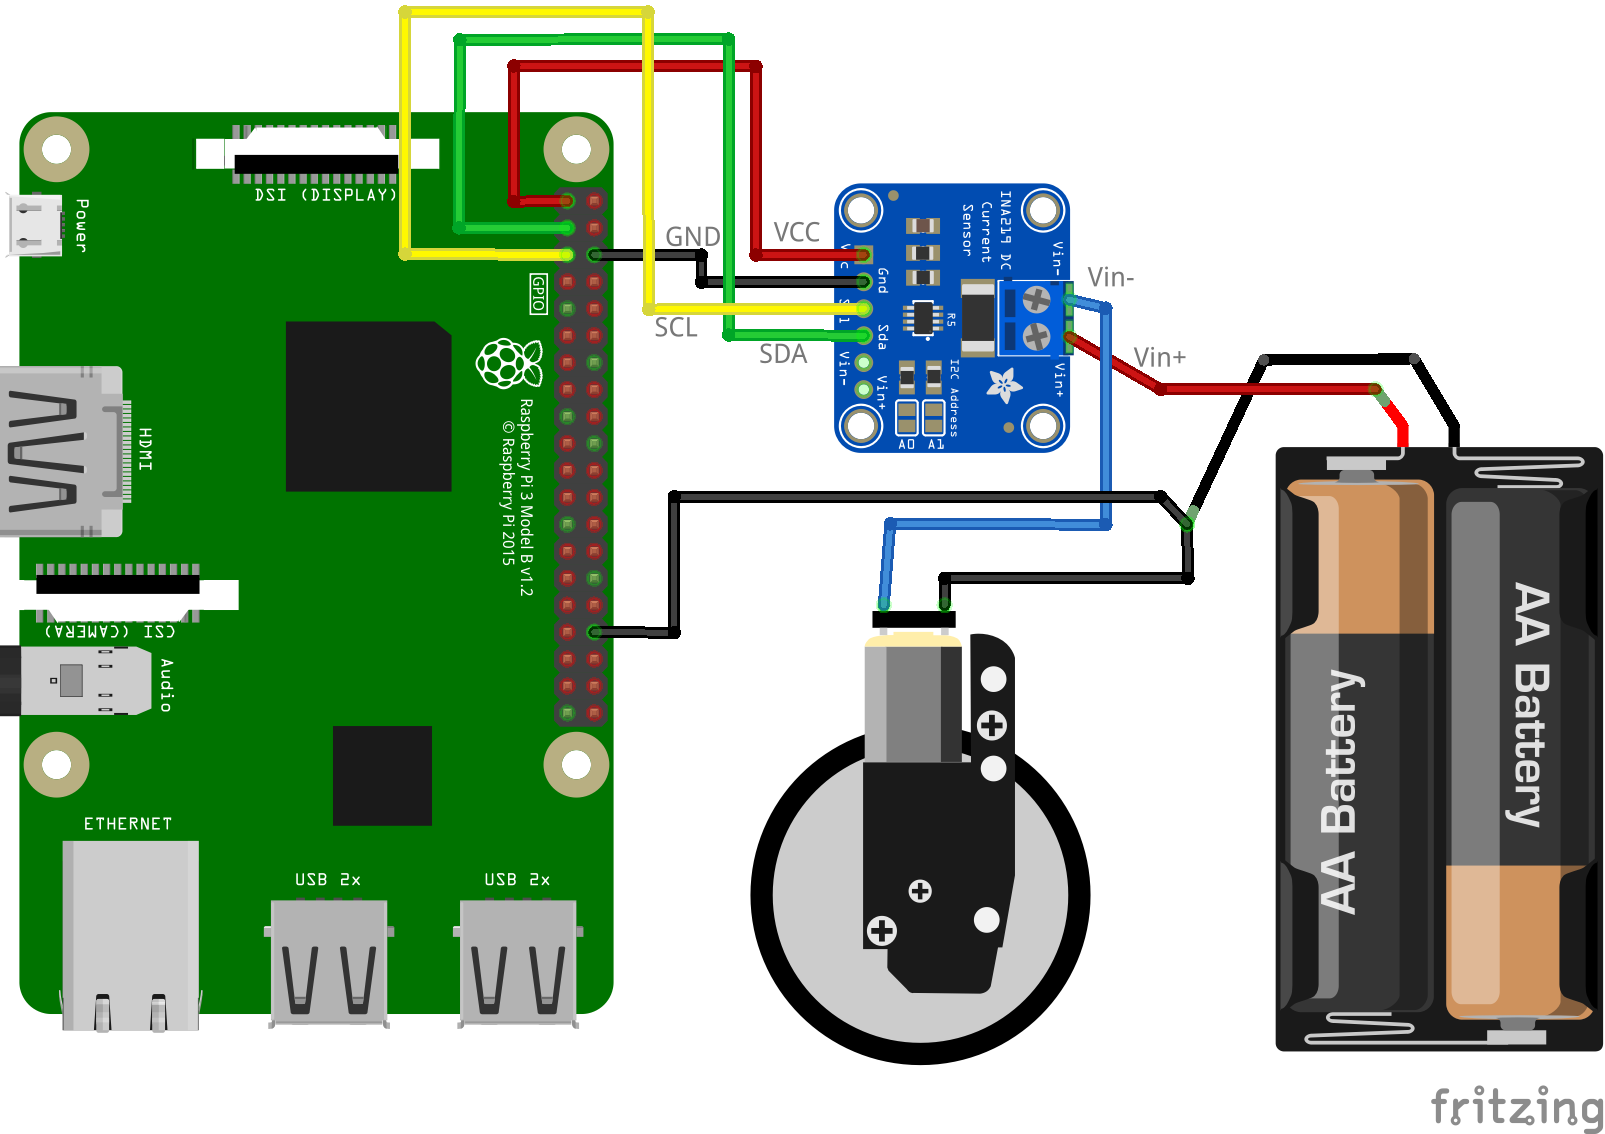 DSI (DISPLAY)
Power
GPIO
HDMI
Raspberry Pi 3 Model B v1.2
© Raspberry Pi 2015
CSI (CAMERA)
Audio
ETHERNET
USB 2x
USB 2x
GND
VCC
SCL
SDA
Gnd
Scl
Sda
Vin-
Vin+
INA219 DC
Current
Sensor
R5
I2C Address
A0
A1
Vin-
Vin+
Vin-
Vin+
AA Battery
AA Battery
fritzing